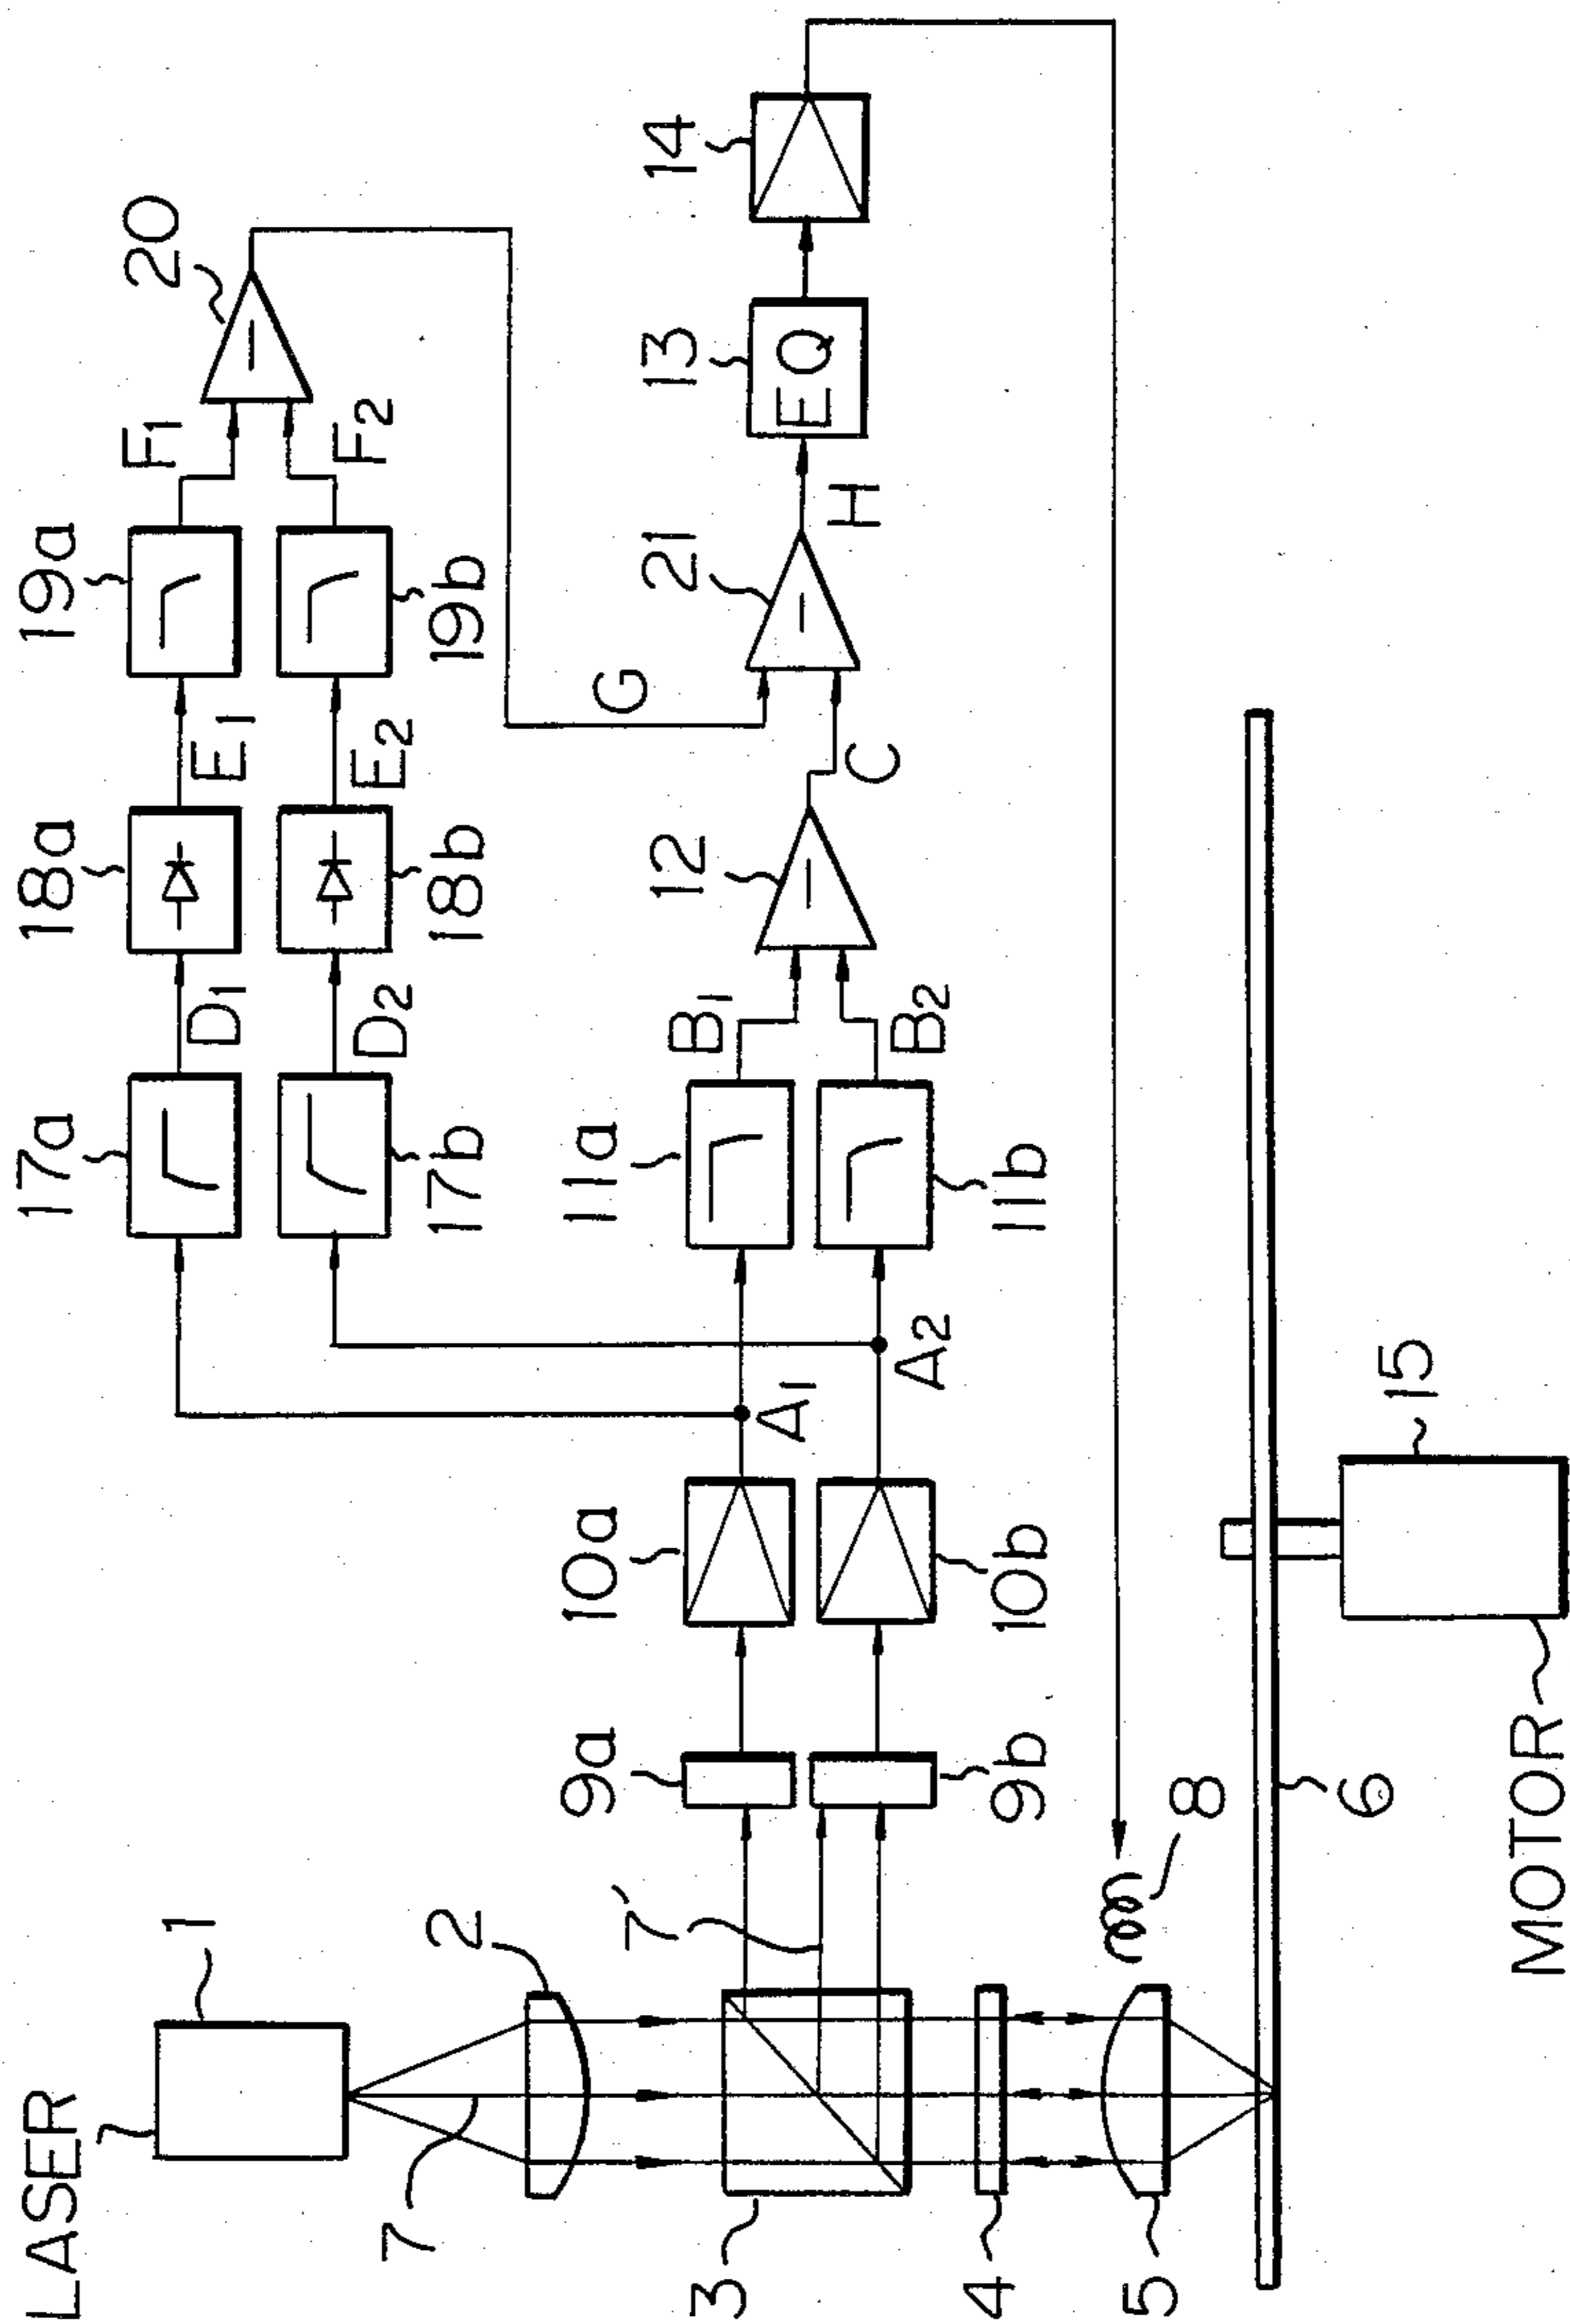 LASER
1
7
2
3
4
5
7'
8
6
MOTOR
15
9a
9b
10a
10b
A1
A2
11a
11b
B1
B2
12
C
17a
17b
D1
D2
18a
18b
E1
E2
19a
19b
F1
F2
20
G
21
H
13
EQ
14